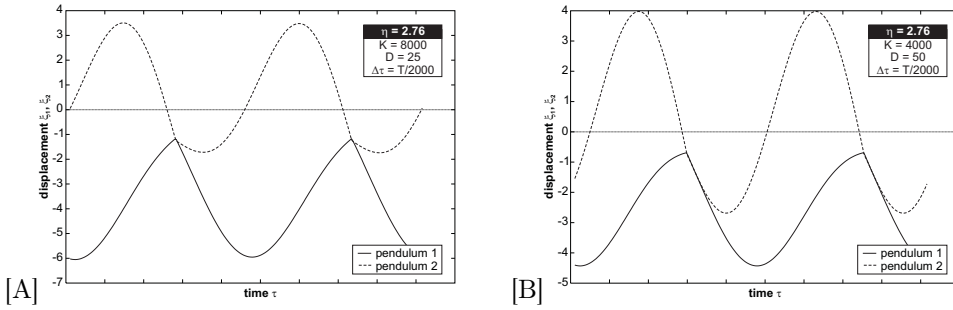 4
3
2
1
0
-1
-2
-3
-4
-5
-6
-7
displacement ξ1, ξ2
η = 2.76
K = 8000
D = 25
Δτ = T/2000
pendulum 1
pendulum 2
time τ
[A]
4
3
2
1
0
-1
-2
-3
-4
-5
displacement ξ1, ξ2
η = 2.76
K = 4000
D = 50
Δτ = T/2000
pendulum 1
pendulum 2
time τ
[B]